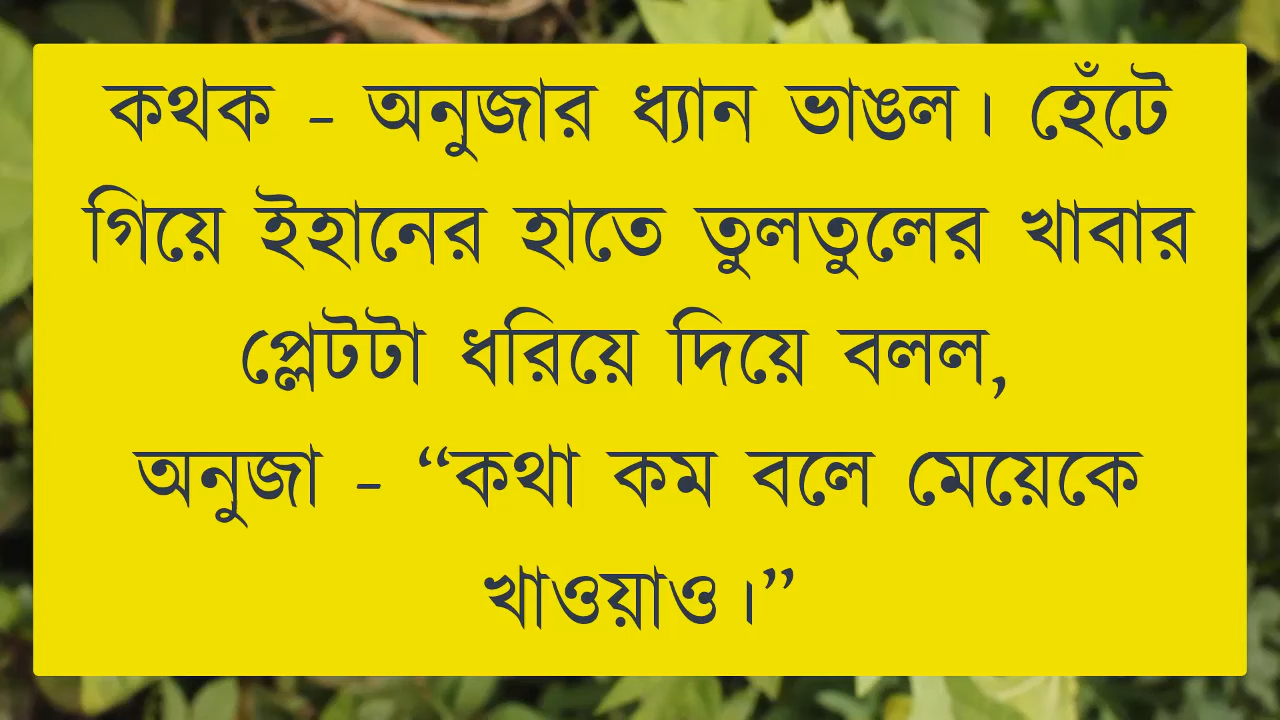 কথক - অনুজার ধ্যান ভাঙল। হেঁটে
গিয়ে ইহানের হাতে তুলতুলের খাবার
প্লেটটা ধরিয়ে দিয়ে বলল,
অনুজা - “কথা কম বলে মেয়েকে
খাওয়াও।”